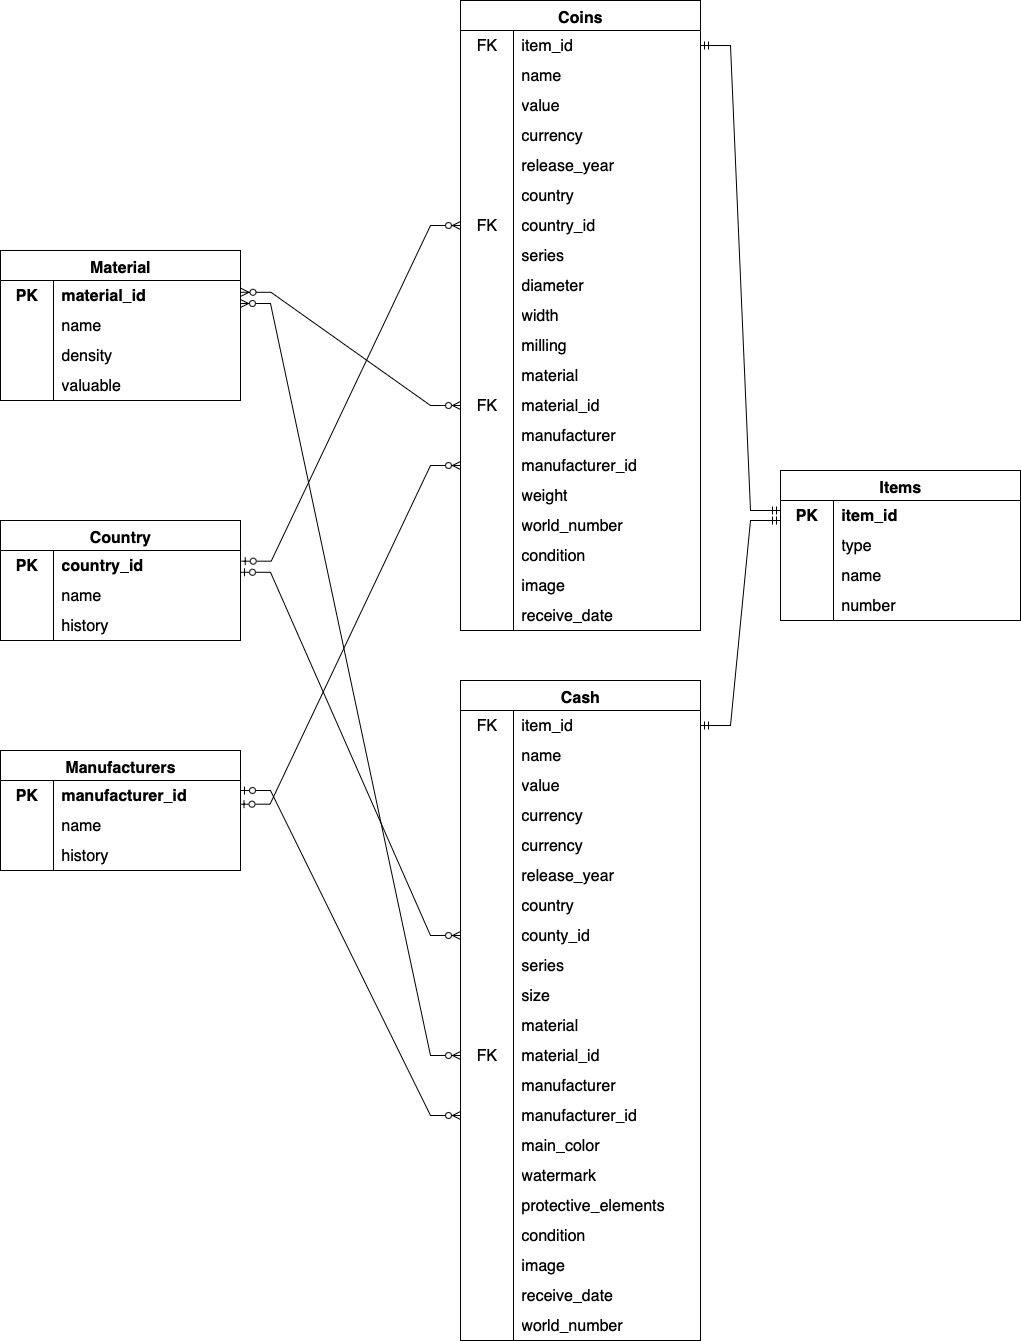 Coins
FK item_id
name
value
currency
release_year
country
FK country_id
series
diameter
width
milling
material
FK material_id
manufacturer
manufacturer_id
weight
world_number
condition
image
receive_date
Material
PK material_id
name
density
valuable
Country
PK country_id
name
history
Manufacturers
PK manufacturer_id
name
history
Items
PK item_id
type
name
number
Cash
FK item_id
name
value
currency
currency
release_year
country
county_id
series
size
material
FK material_id
manufacturer
manufacturer_id
main_color
watermark
protective_elements
condition
image
receive_date
world_number